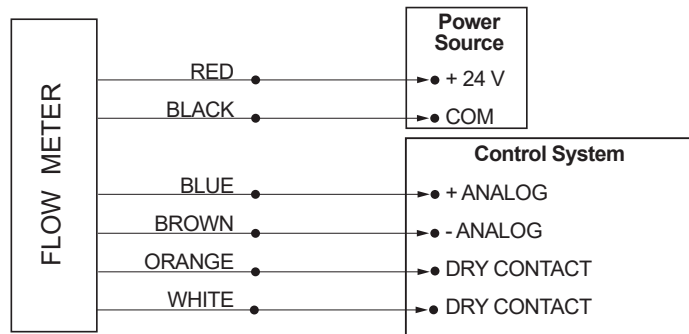 FLOW METER
Power
Source
RED
+ 24 V
BLACK
COM
Control System
BLUE
+ ANALOG
BROWN
- ANALOG
ORANGE
DRY CONTACT
WHITE
DRY CONTACT